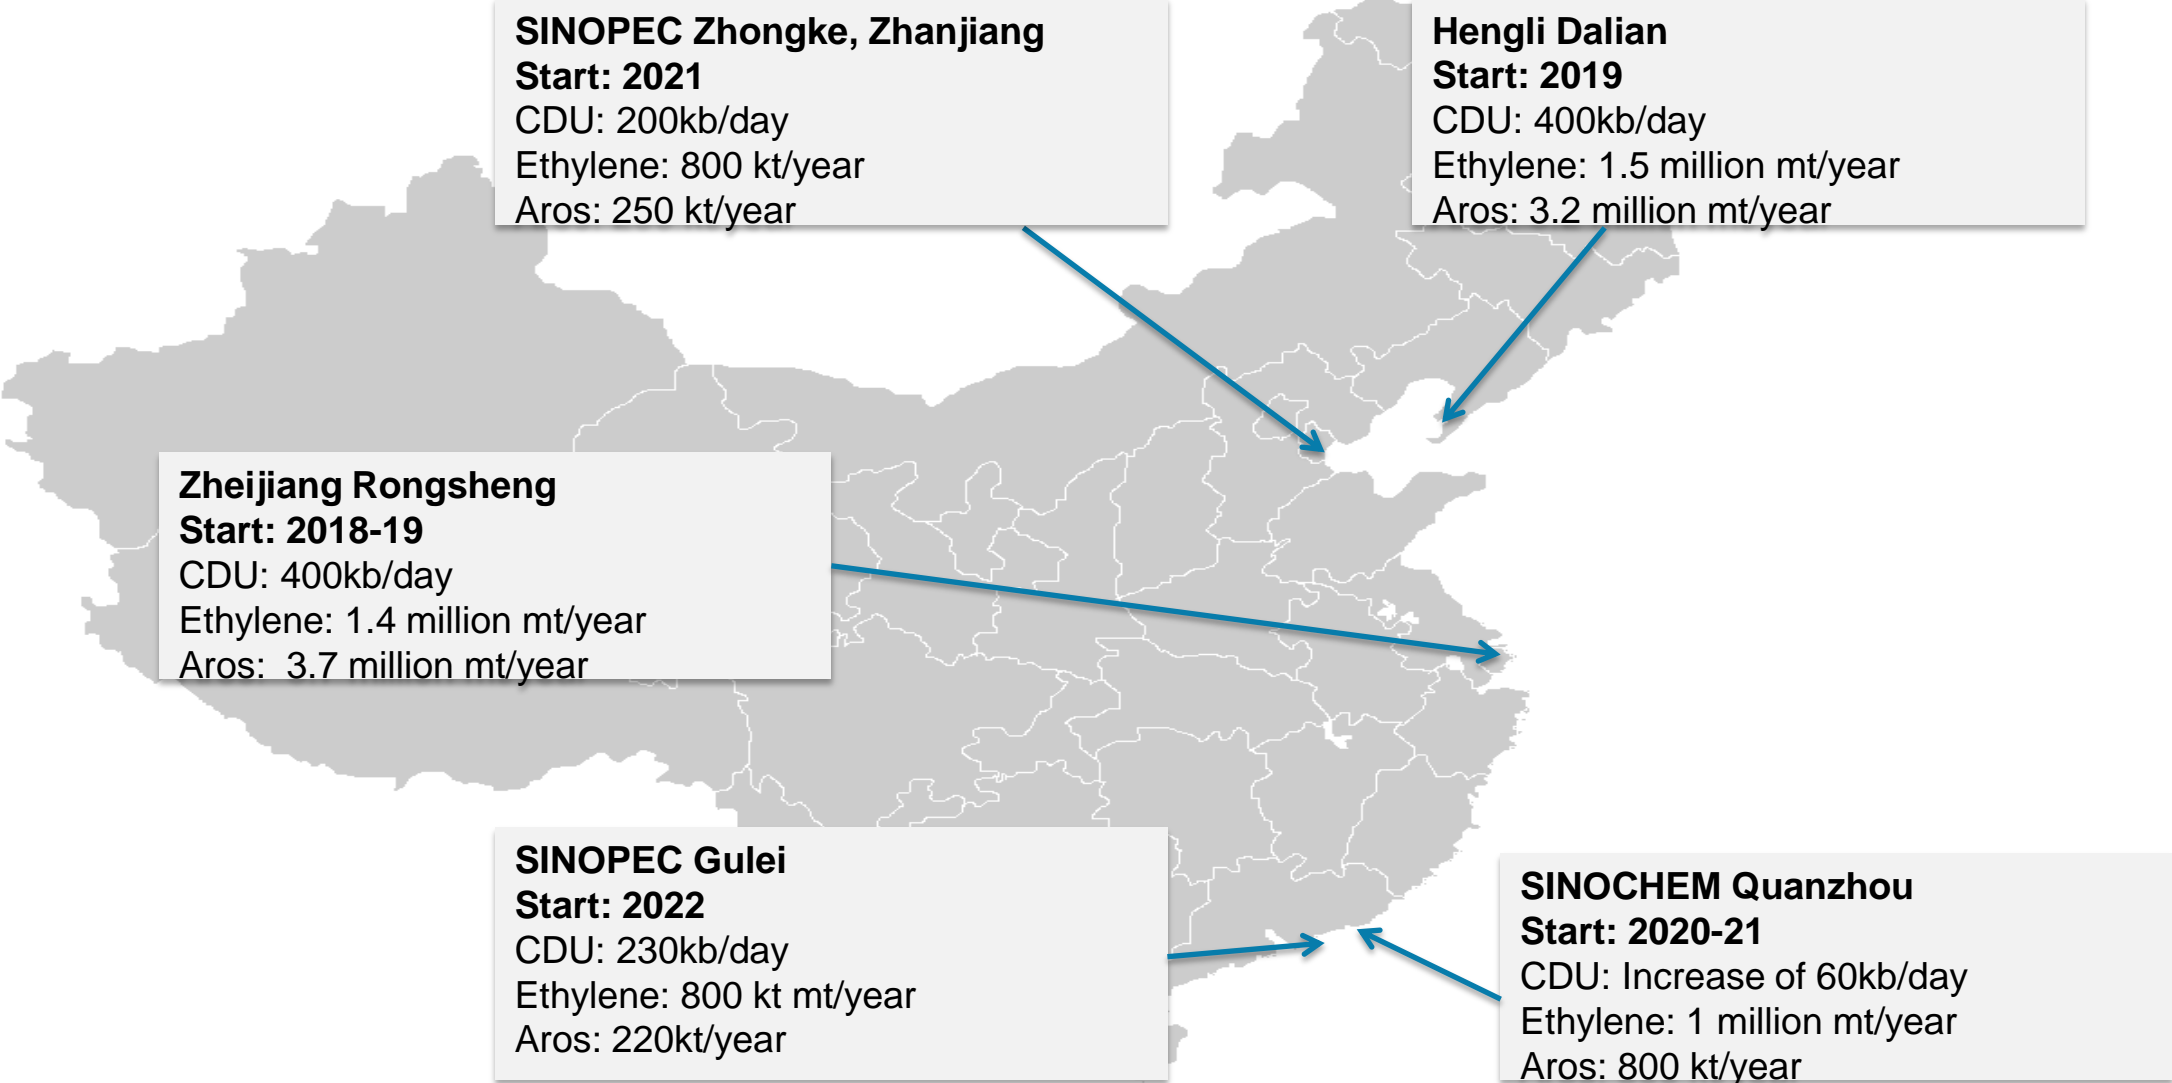 SINOPEC Zhongke, Zhanjiang
Start: 2021
CDU: 200kb/day
Ethylene: 800 kt/year
Aros: 250 kt/year
Hengli Dalian
Start: 2019
CDU: 400kb/day
Ethylene: 1.5 million mt/year
Aros: 3.2 million mt/year
Zheijiang Rongsheng
Start: 2018-19
CDU: 400kb/day
Ethylene: 1.4 million mt/year
Aros:  3.7 million mt/year
SINOPEC Gulei
Start: 2022
CDU: 230kb/day
Ethylene: 800 kt mt/year
Aros: 220kt/year
SINOCHEM Quanzhou
Start: 2020-21
CDU: Increase of 60kb/day
Ethylene: 1 million mt/year
Aros: 800 kt/year